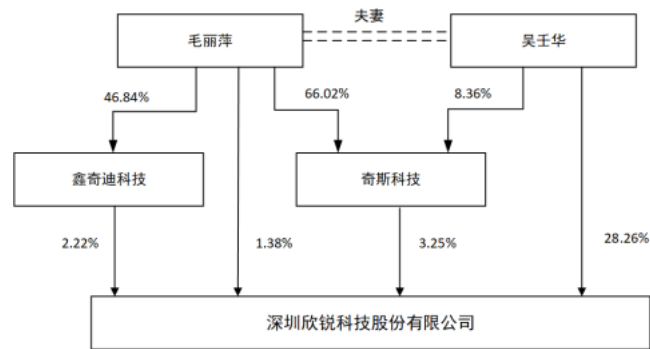 夫妻
毛丽萍
吴壬华
46.84%
66.02%
8.36%
鑫奇迪科技
奇斯科技
2.22%
1.38%
3.25%
28.26%
深圳欣锐科技股份有限公司